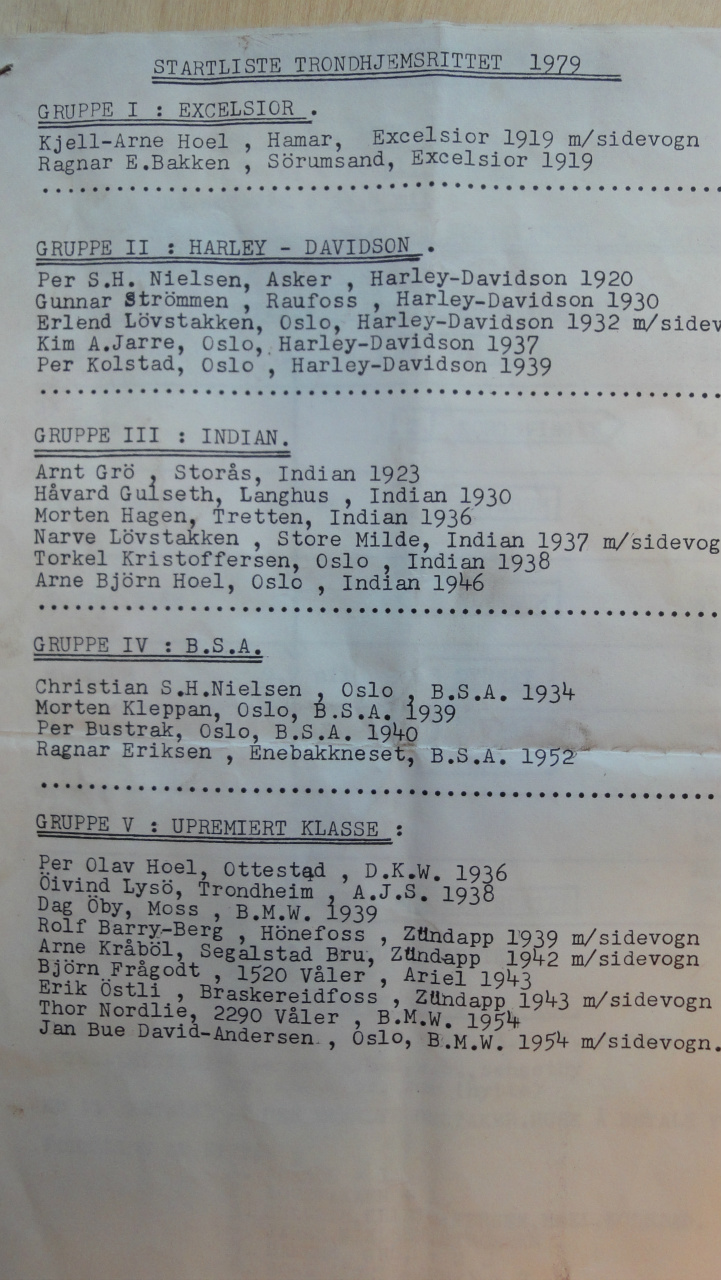 STARTLISTE TRONDHJEMSRITTET 1979
GRUPPE I : EXCELSIOR .
Kjell-Arne Hoel , Hamar, Excelsior 1919 m/sidevogn
Ragnar E.Bakken , Sörumsand, Excelsior 1919
GRUPPE II : HARLEY - DAVIDSON .
Per S.H. Nielsen, Asker , Harley-Davidson 1920
Gunnar Strömmen , Raufoss , Harley-Davidson 1930
Erlend Lövstakken, Oslo, Harley-Davidson 1932 m/sidev
Kim A.Jarre, Oslo, Harley-Davidson 1937
Per Kolstad, Oslo , Harley-Davidson 1939
GRUPPE III : INDIAN.
Arnt Grö , Storås, Indian 1923
Håvard Gulseth, Langhus , Indian 1930
Morten Hagen, Tretten, Indian 1936
Narve Lövstakken , Store Milde, Indian 1937 m/sidevog
Torkel Kristoffersen, Oslo , Indian 1938
Arne Björn Hoel, Oslo , Indian 1946
GRUPPE IV : B.S.A.
Christian S.H.Nielsen , Oslo , B.S.A. 1934
Morten Kleppan, Oslo, B.S.A. 1939
Per Bustrak, Oslo, B.S.A. 1940
Ragnar Eriksen , Enebakkneset, B.S.A. 1952
GRUPPE V : UPREMIERT KLASSE :
Per Olav Hoel, Ottestad , D.K.W. 1936
Öivind Lysö, Trondheim , A.J.S. 1938
Dag Öby, Moss , B.M.W. 1939
Rolf Barry-Berg , Hönefoss , Zündapp 1939 m/sidevogn
Arne Kråböl, Segalstad Bru, Zündapp 1942 m/sidevogn
Björn Frågodt , 1520 Våler , Ariel 1943
Erik Östli , Braskereidfoss , Zündapp 1943 m/sidevogn
Thor Nordlie, 2290 Våler , B.M.W. 1954
Jan Bue David-Andersen , Oslo, B.M.W. 1954 m/sidevogn.